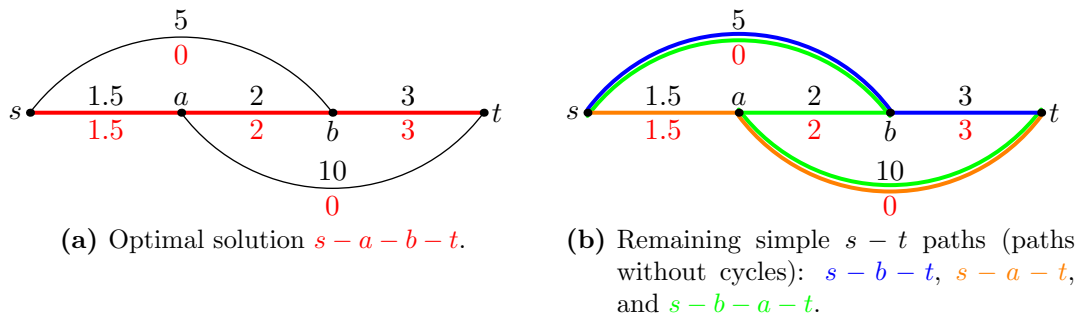 5
0
s 1.5 a 2 3 t
1.5 2 b 3
10
0
(a) Optimal solution s − a − b − t.
5
0
s 1.5 a 2 3 t
1.5 2 b 3
10
0
(b) Remaining simple s − t paths (paths
without cycles): s − b − t, s − a − t,
and s − b − a − t.